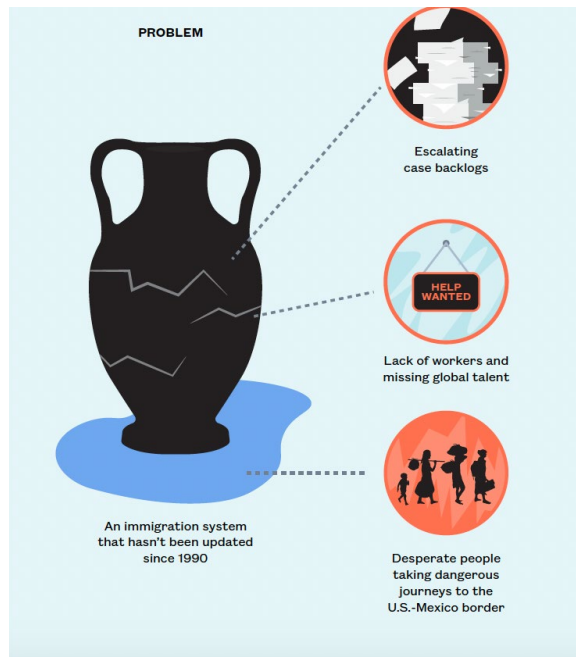 PROBLEM
Escalating
case backlogs
HELP
WANTED
Lack of workers and
missing global talent
An immigration system
that hasn't been updated
since 1990
Desperate people
taking dangerous
journeys to the
U.S.-Mexico border